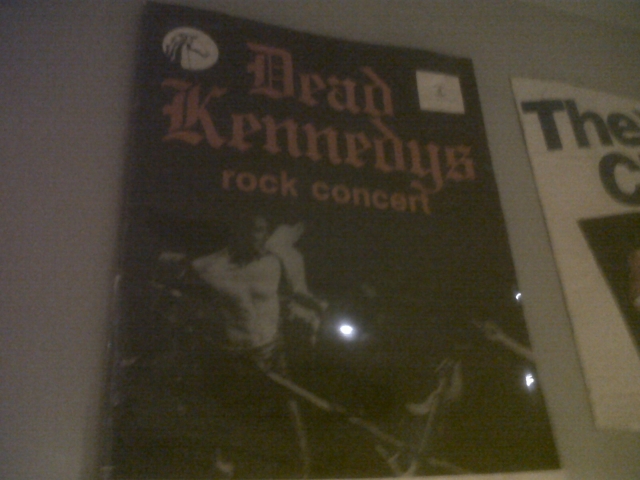 Dead
Kennedys
rock concert
The
C